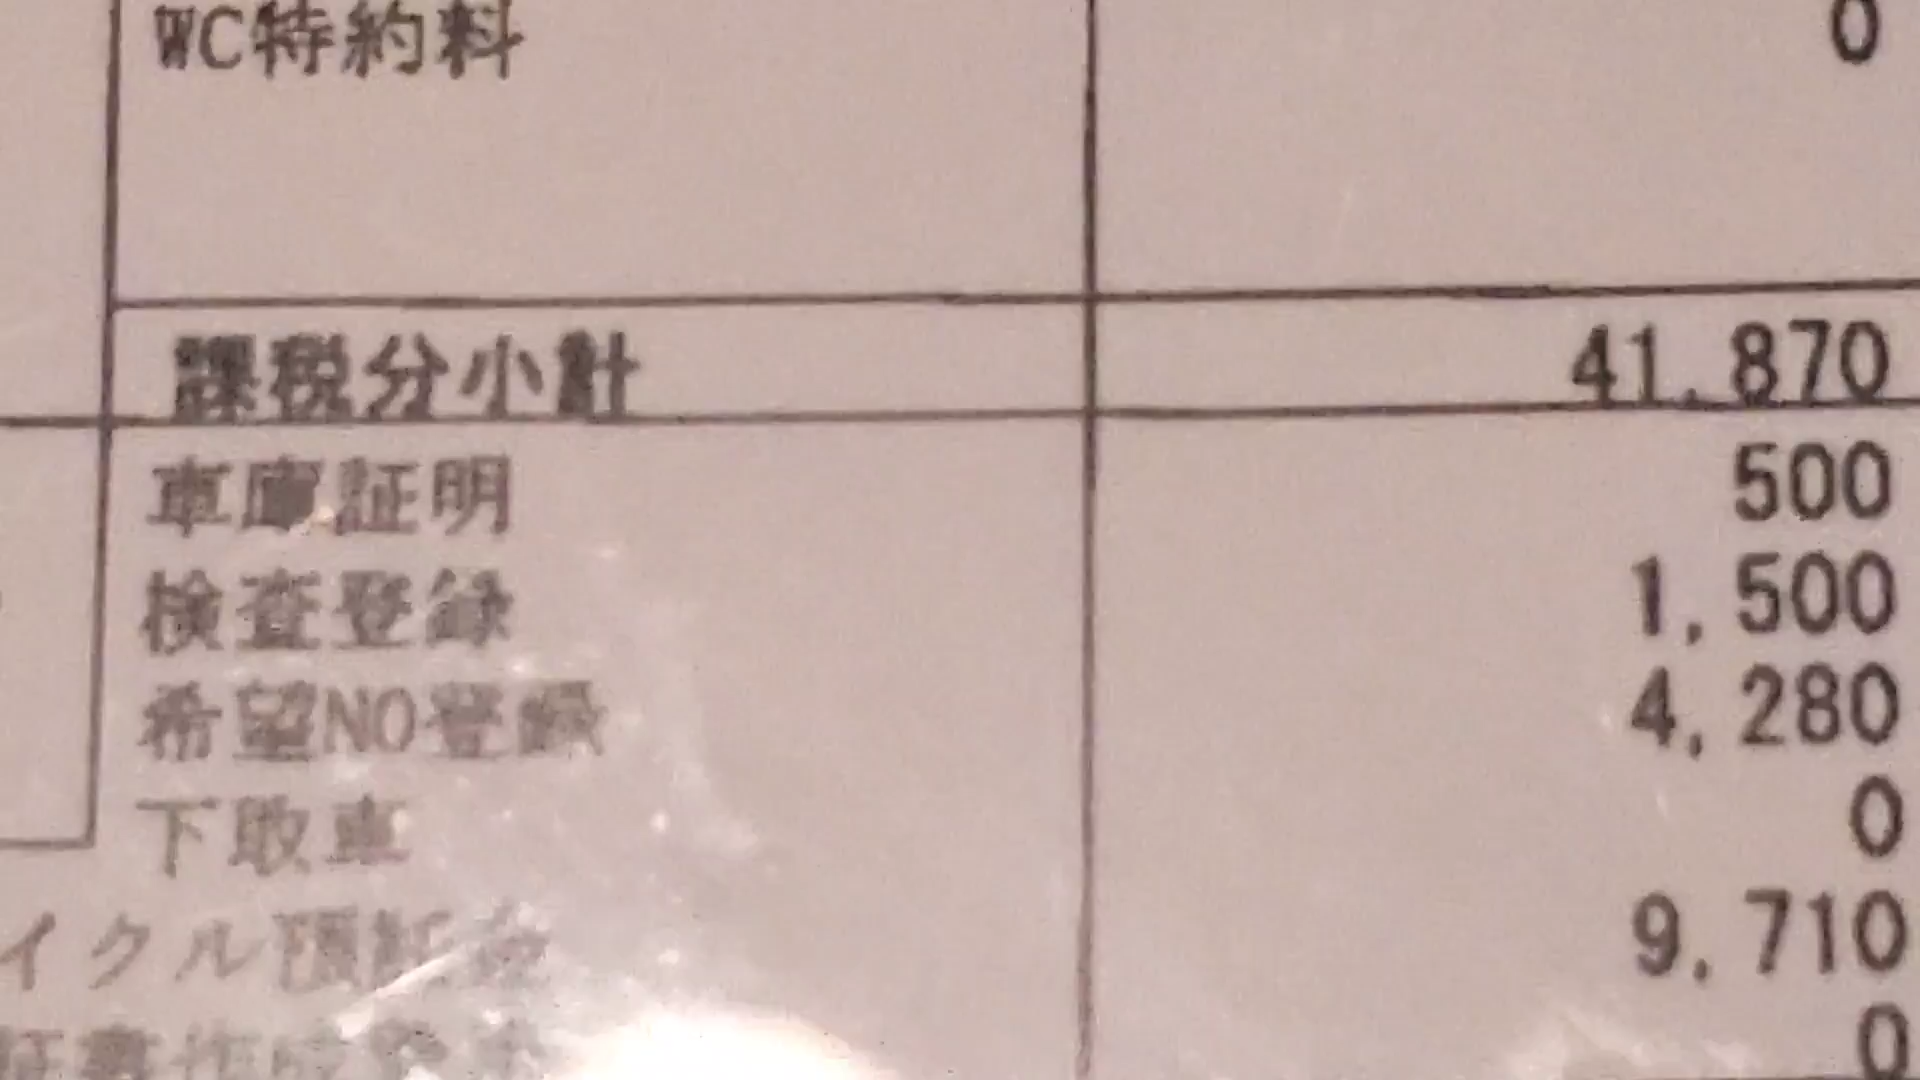 WC特約料 0
課税分小計 41,870
車庫証明 500
検査登録 1,500
希望NO登録 4,280
下取車 0
イクル預託金 9,710
0